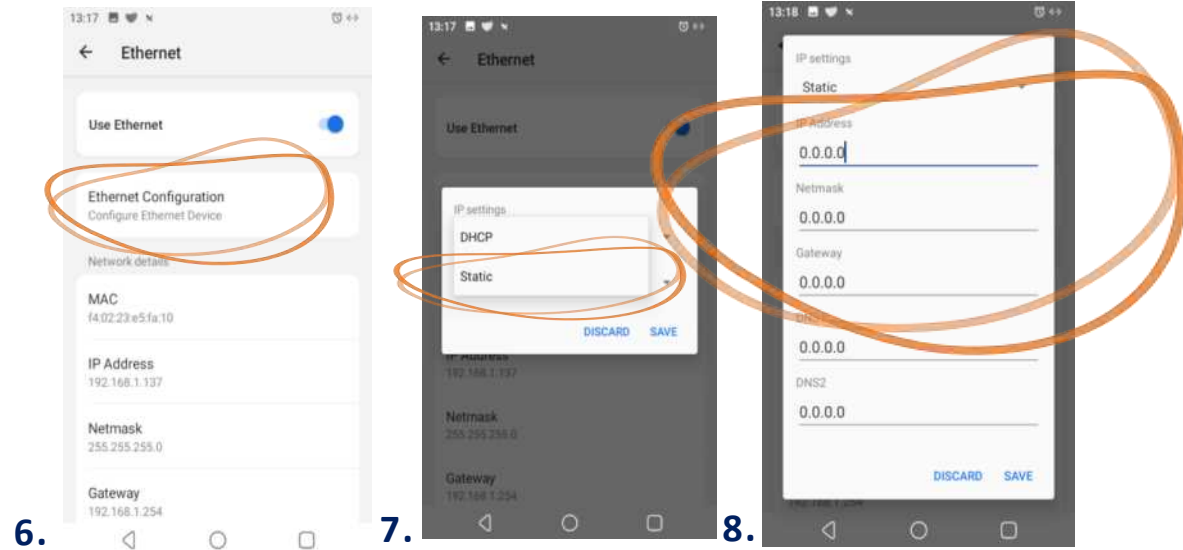 13:17
Ethernet
Use Ethernet
Ethernet Configuration
Configure Ethernet Device
Network details
MAC
f4:02:23:e5:fa:10
IP Address
192.168.1.137
Netmask
255.255.255.0
Gateway
192.168.1.254
6.
13:17
Ethernet
Use Ethernet
IP settings
DHCP
Static
DISCARD SAVE
IP Address
192.168.1.137
Netmask
255.255.255.0
Gateway
192.168.1.254
7.
13:18
IP settings
Static
IP Address
0.0.0.0
Netmask
0.0.0.0
Gateway
0.0.0.0
DNS1
0.0.0.0
DNS2
0.0.0.0
DISCARD SAVE
192.168.1.254
8.